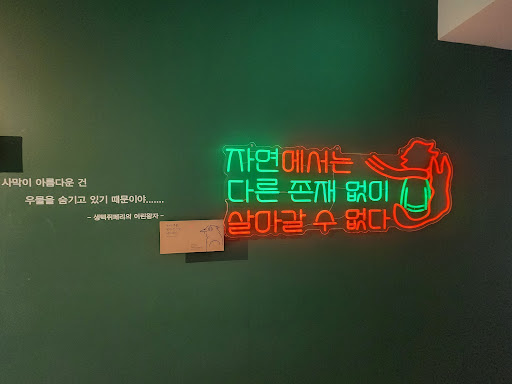 사막이 아름다운 건
우물을 숨기고 있기 때문이야.......
- 생텍쥐페리의 어린왕자 -
자연에서는
다른 존재 없이
살아갈 수 없다